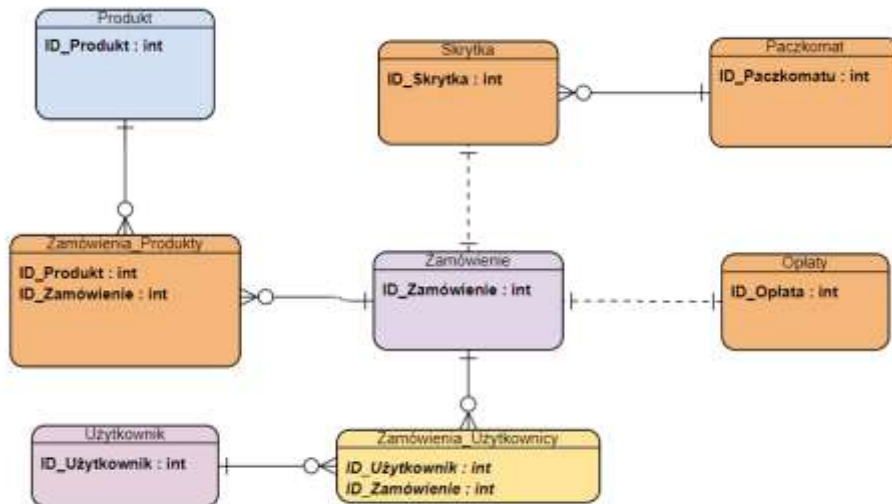 Produkt
ID_Produkt : int
Skrytka
ID_Skrytka : int
Paczkomat
ID_Paczkomatu : int
Zamówienia_Produkty
ID_Produkt : int
ID_Zamówienie : int
Zamówienie
ID_Zamówienie : int
Opłaty
ID_Opłata : int
Użytkownik
ID_Użytkownik : int
Zamówienia_Użytkownicy
ID_Użytkownik : int
ID_Zamówienie : int